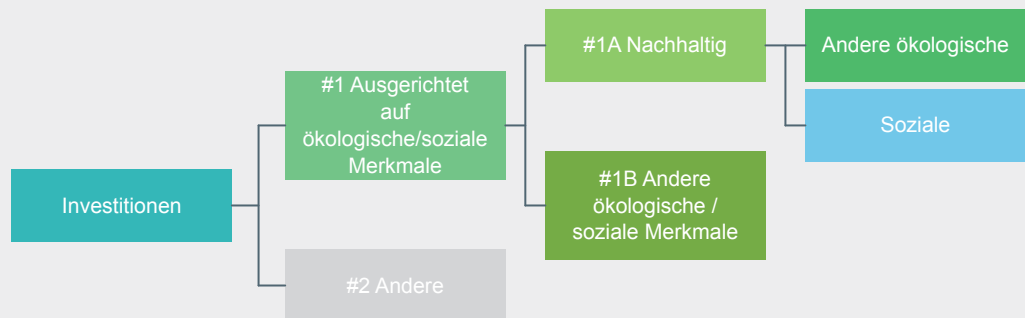 Investitionen
#1 Ausgerichtet
auf
ökologische/soziale
Merkmale
#2 Andere
#1A Nachhaltig
#1B Andere
ökologische /
soziale Merkmale
Andere ökologische
Soziale